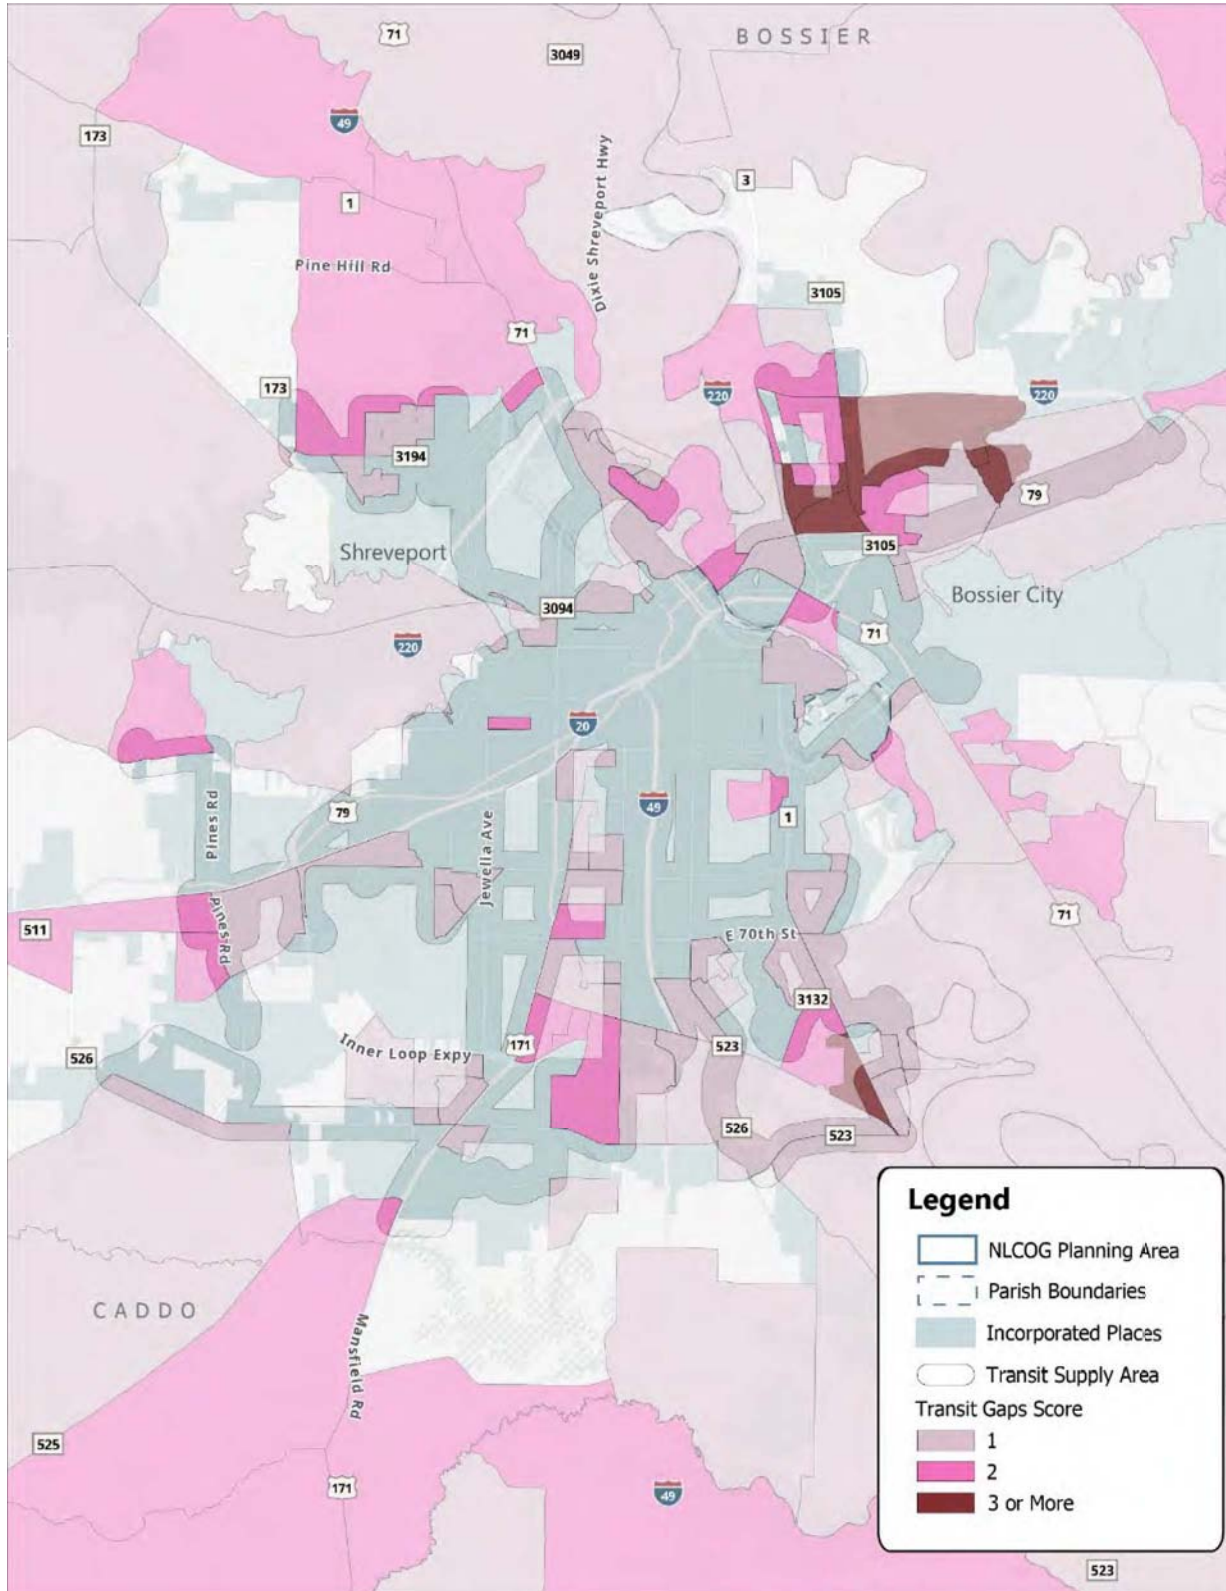 71
BOSSIER
3049
49
173
Dixie Shreveport Hwy
3
1
Pine Hill Rd
3105
71
173
220
220
3194
79
Shreveport
3105
3094
Bossier City
71
220
20
Pines Rd
79
49
Jewella Ave
1
Pines Rd
511
71
E 70th St
3132
526
Inner Loop Expy
171
523
526
523
Legend
NLCOG Planning Area
Parish Boundaries
Incorporated Places
Transit Supply Area
Transit Gaps Score
1
2
3 or More
CADDO
Mansfield Rd
525
171
49
523